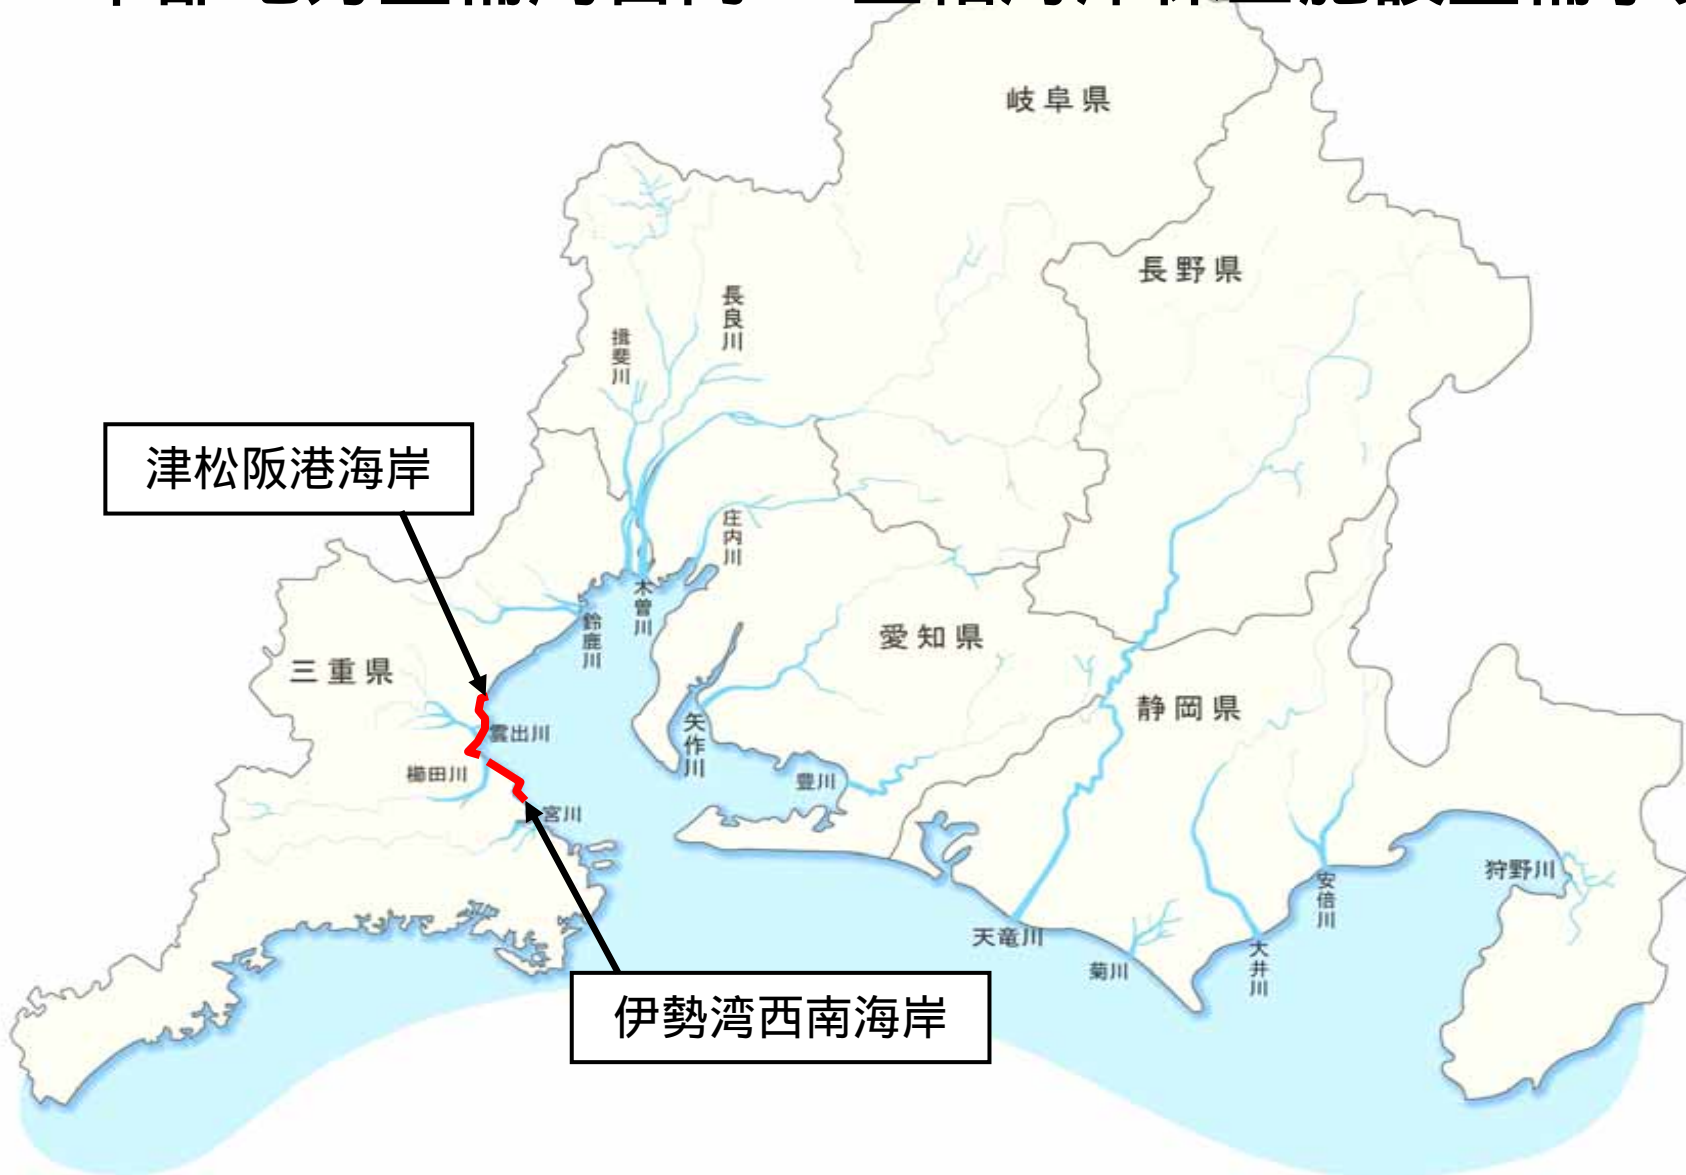 岐阜県
長野県
長良川
揖斐川
津松阪港海岸
庄内川
木曽川
鈴鹿川
愛知県
三重県
静岡県
矢作川
雲出川
櫛田川
豊川
宮川
狩野川
安倍川
天竜川
菊川
大井川
伊勢湾西南海岸